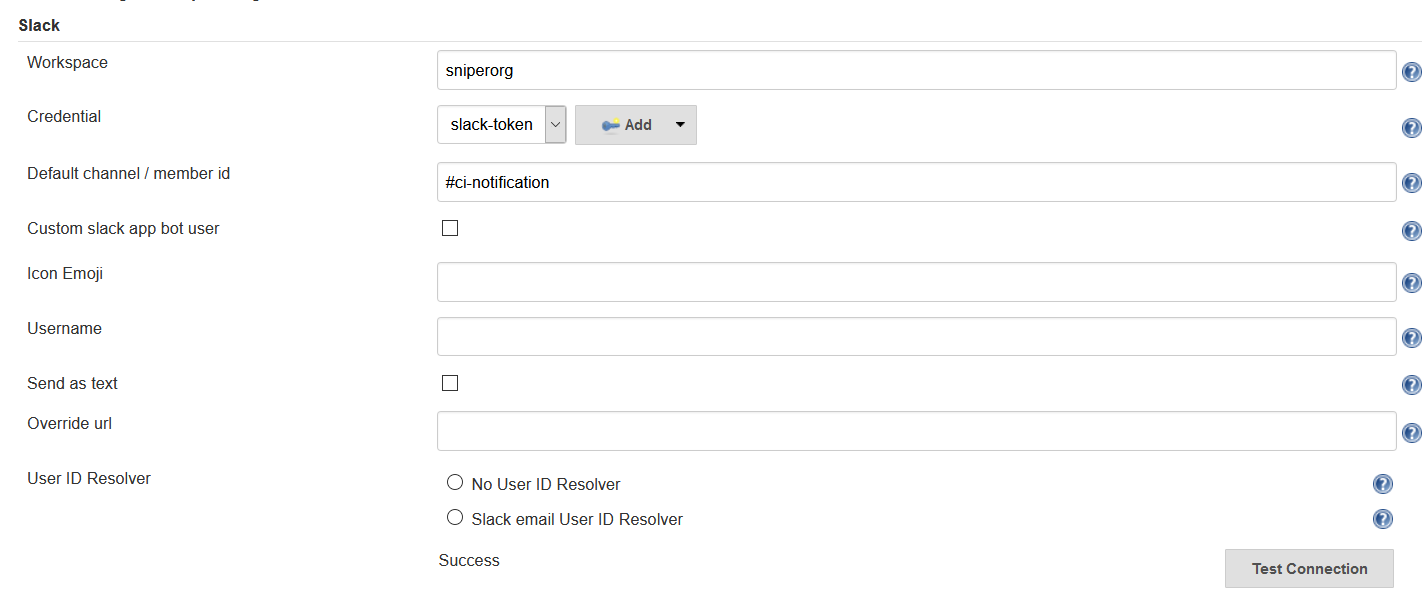 Slack
Workspace
sniperorg
Credential
slack-token
Add
Default channel / member id
#ci-notification
Custom slack app bot user
Icon Emoji
Username
Send as text
Override url
User ID Resolver
No User ID Resolver
Slack email User ID Resolver
Success
Test Connection